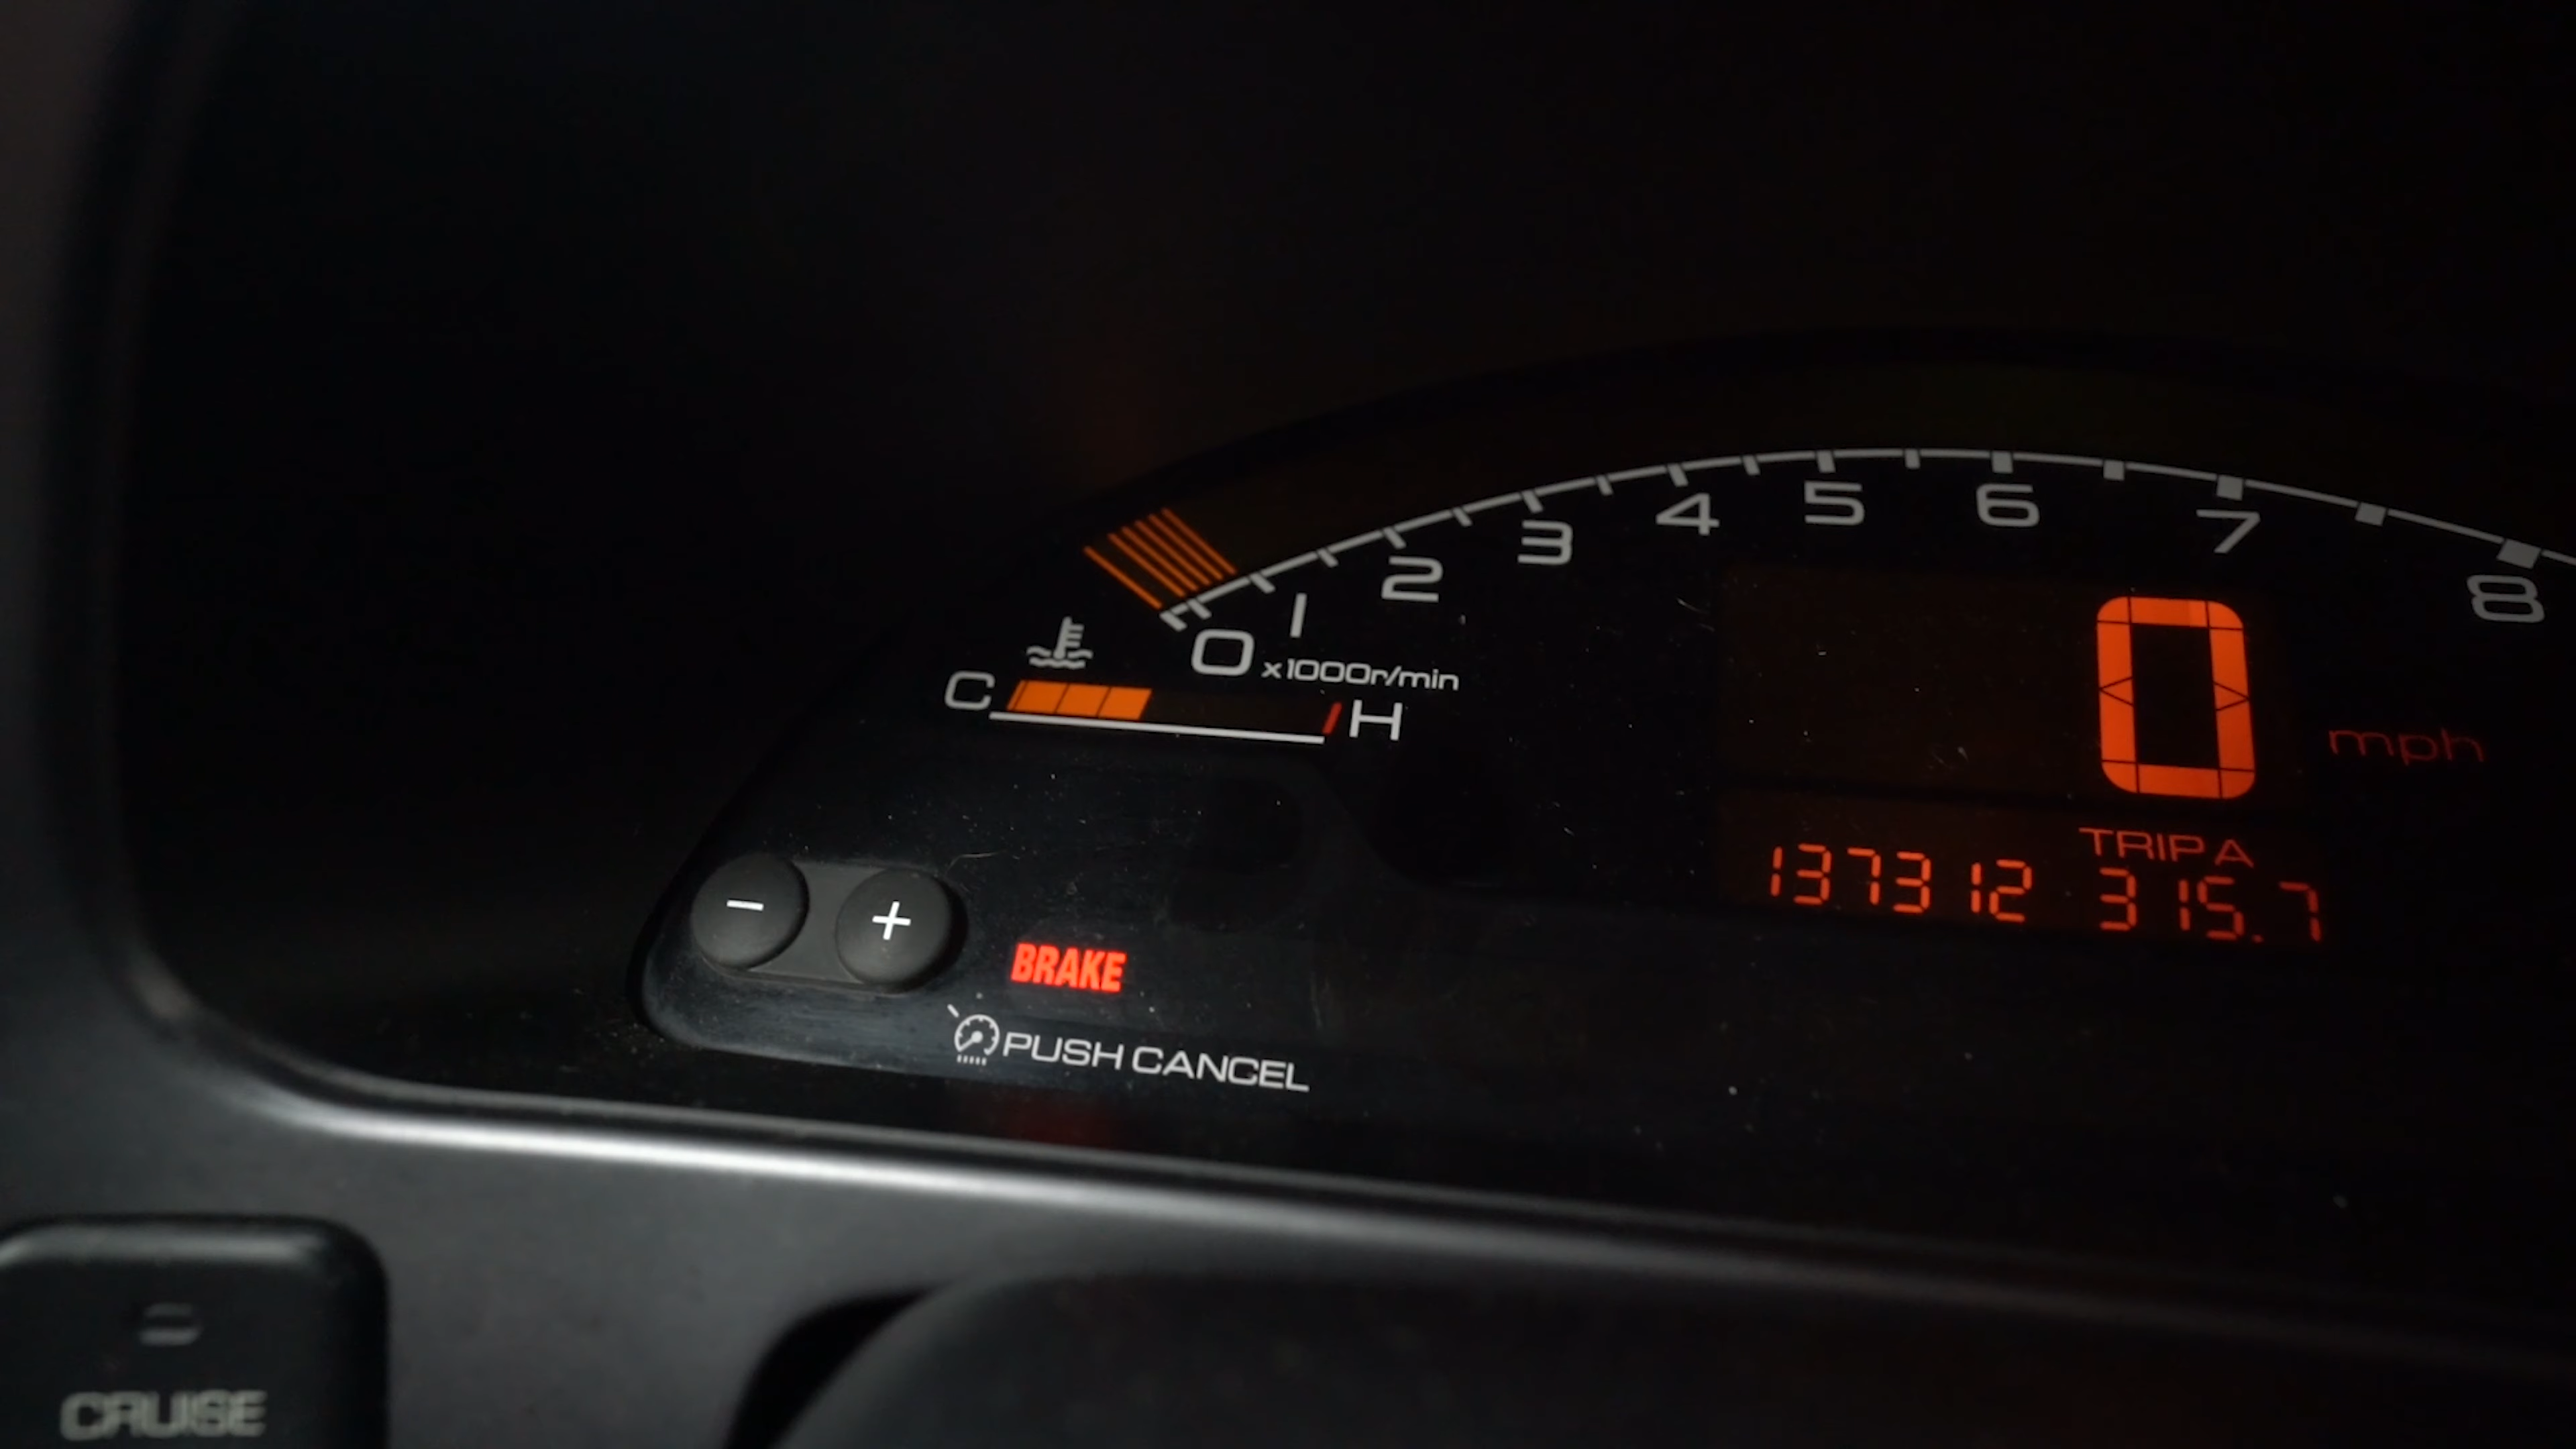 0 1 2 3 4 5 6 7 8
x1000r/min
C H
0 mph
TRIP A
137312 315.7
- +
BRAKE
PUSH CANCEL
CRUISE